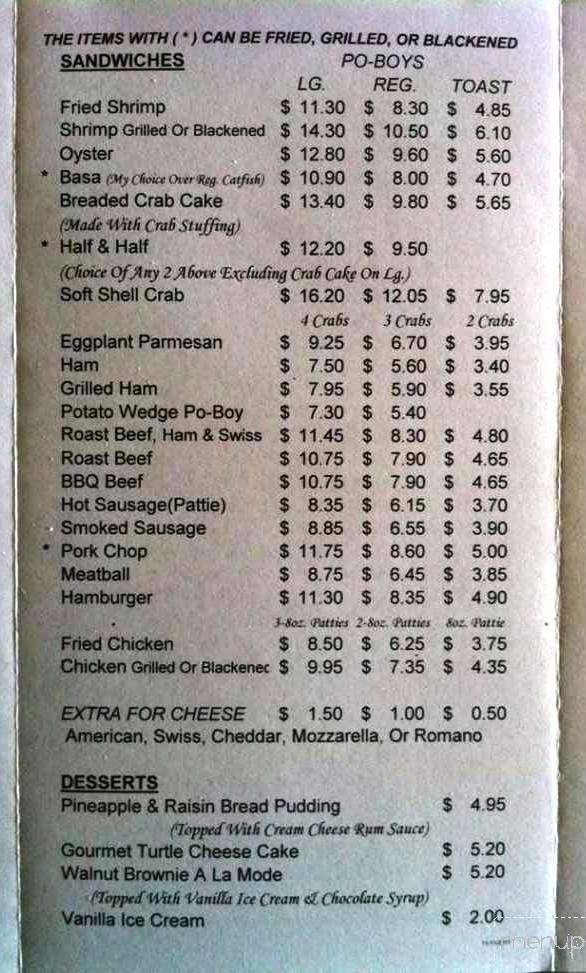 THE ITEMS WITH ( * ) CAN BE FRIED, GRILLED, OR BLACKENED
SANDWICHES PO-BOYS
LG. REG. TOAST
Fried Shrimp $ 11.30 $ 8.30 $ 4.85
Shrimp Grilled Or Blackened $ 14.30 $ 10.50 $ 6.10
Oyster $ 12.80 $ 9.60 $ 5.60
* Basa (My Choice Over Reg. Catfish) $ 10.90 $ 8.00 $ 4.70
Breaded Crab Cake $ 13.40 $ 9.80 $ 5.65
(Made With Crab Stuffing)
* Half & Half $ 12.20 $ 9.50
(Choice Of Any 2 Above Excluding Crab Cake On Lg.)
Soft Shell Crab $ 16.20 $ 12.05 $ 7.95
4 Crabs 3 Crabs 2 Crabs
Eggplant Parmesan $ 9.25 $ 6.70 $ 3.95
Ham $ 7.50 $ 5.60 $ 3.40
Grilled Ham $ 7.95 $ 5.90 $ 3.55
Potato Wedge Po-Boy $ 7.30 $ 5.40
Roast Beef, Ham & Swiss $ 11.45 $ 8.30 $ 4.80
Roast Beef $ 10.75 $ 7.90 $ 4.65
BBQ Beef $ 10.75 $ 7.90 $ 4.65
Hot Sausage(Pattie) $ 8.35 $ 6.15 $ 3.70
Smoked Sausage $ 8.85 $ 6.55 $ 3.90
* Pork Chop $ 11.75 $ 8.60 $ 5.00
Meatball $ 8.75 $ 6.45 $ 3.85
Hamburger $ 11.30 $ 8.35 $ 4.90
3-8oz. Patties 2-8oz. Patties 8oz. Pattie
Fried Chicken $ 8.50 $ 6.25 $ 3.75
Chicken Grilled Or Blackened $ 9.95 $ 7.35 $ 4.35
EXTRA FOR CHEESE $ 1.50 $ 1.00 $ 0.50
American, Swiss, Cheddar, Mozzarella, Or Romano
DESSERTS
Pineapple & Raisin Bread Pudding $ 4.95
(Topped With Cream Cheese Rum Sauce)
Gourmet Turtle Cheese Cake $ 5.20
Walnut Brownie A La Mode $ 5.20
(Topped With Vanilla Ice Cream & Chocolate Syrup)
Vanilla Ice Cream $ 2.00
menupix